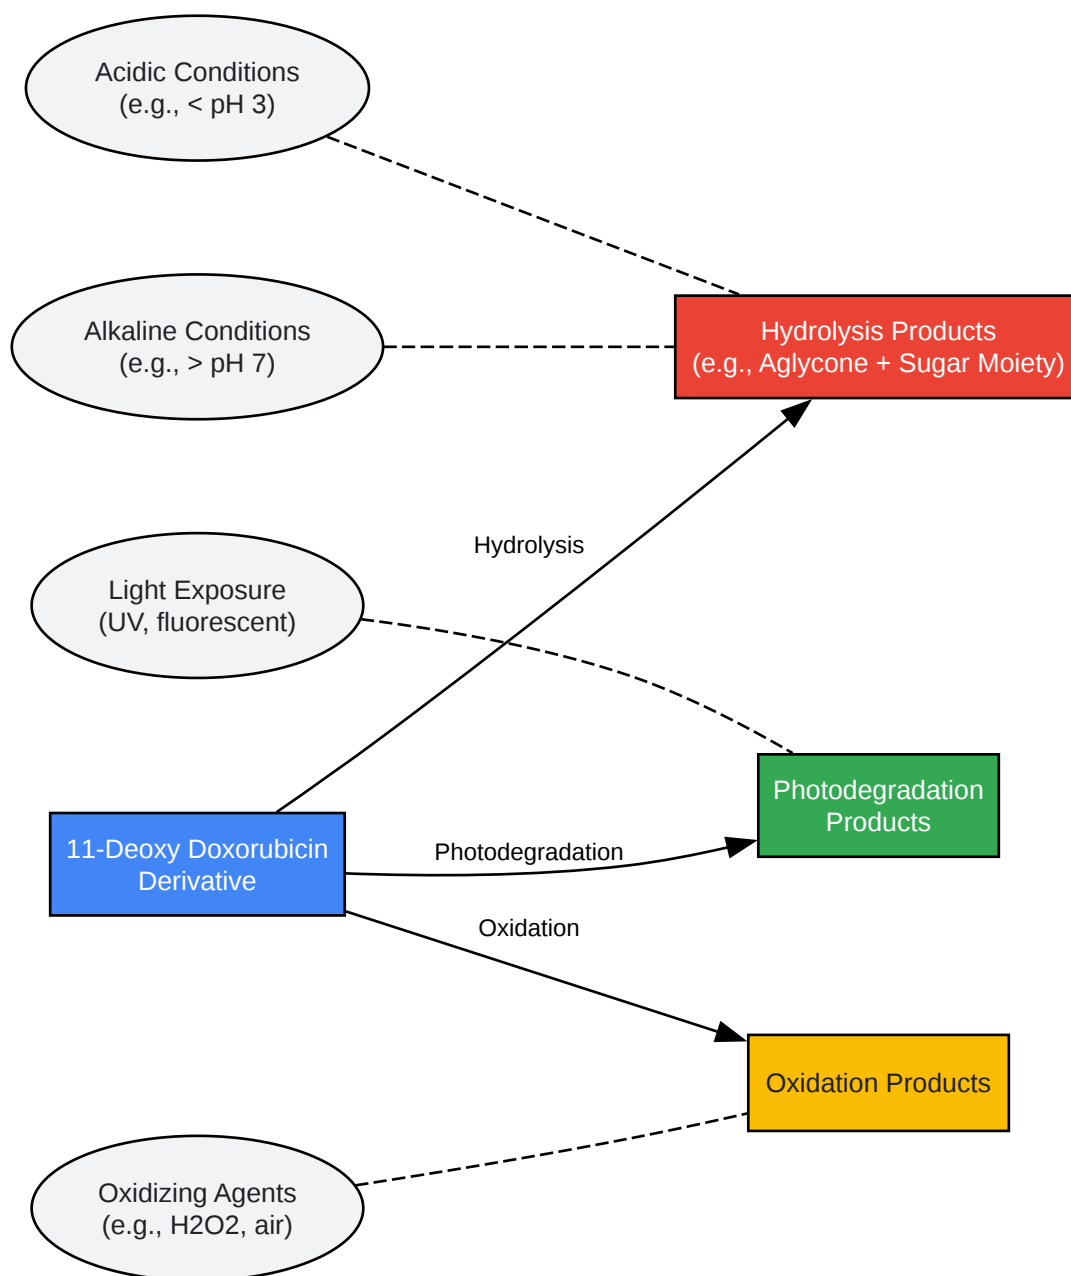 Acidic Conditions
(e.g., < pH 3)
Alkaline Conditions
(e.g., > pH 7)
Hydrolysis Products
(e.g., Aglycone + Sugar Moiety)
Hydrolysis
Light Exposure
(UV, fluorescent)
Photodegradation
Products
11-Deoxy Doxorubicin
Derivative
Photodegradation
Oxidation
Oxidation Products
Oxidizing Agents
(e.g., H2O2, air)